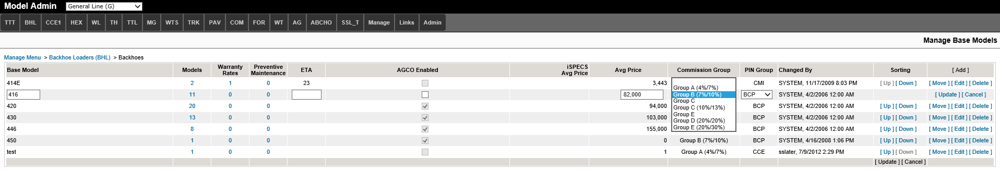 Model Admin General Line (G)
TTT BHL CCE1 HEX WL TH TTL MG WTS TRK PAV COM FOR WT AG ABCHO SSL_T Manage Links Admin
Manage Base Models
Manage Menu > Backhoe Loaders (BHL) > Backhoes
Base Model Models Warranty Rates Preventive Maintenance ETA AGCO Enabled iSPECS Avg Price Avg Price Commission Group PIN Group Changed By Sorting [ Add ]
414E 2 1 0 23 3,443 CMI SYSTEM, 11/17/2009 8:03 PM [ Up ] [ Down ] [ Move ] [ Edit ] [ Delete ]
Group A (4%/7%)
416 11 0 0 82,000 Group B (7%/10%) BCP SYSTEM, 4/2/2006 12:00 AM [ Update ] [ Cancel ]
Group C
420 20 0 0 94,000 Group C (10%/13%) BCP SYSTEM, 4/2/2006 12:00 AM [ Up ] [ Down ] [ Move ] [ Edit ] [ Delete ]
Group E
430 13 0 0 103,000 Group D (20%/20%) BCP SYSTEM, 4/2/2006 12:00 AM [ Up ] [ Down ] [ Move ] [ Edit ] [ Delete ]
446 8 0 0 155,000 Group E (20%/30%) BCP SYSTEM, 4/2/2006 12:00 AM [ Up ] [ Down ] [ Move ] [ Edit ] [ Delete ]
450 1 0 0 0 Group B (7%/10%) BCP SYSTEM, 4/16/2008 1:06 PM [ Up ] [ Down ] [ Move ] [ Edit ] [ Delete ]
test 1 0 0 1 Group A (4%/7%) CCE sslater, 7/9/2012 2:29 PM [ Up ] [ Down ] [ Move ] [ Edit ] [ Delete ]
[ Update ] [ Cancel ]